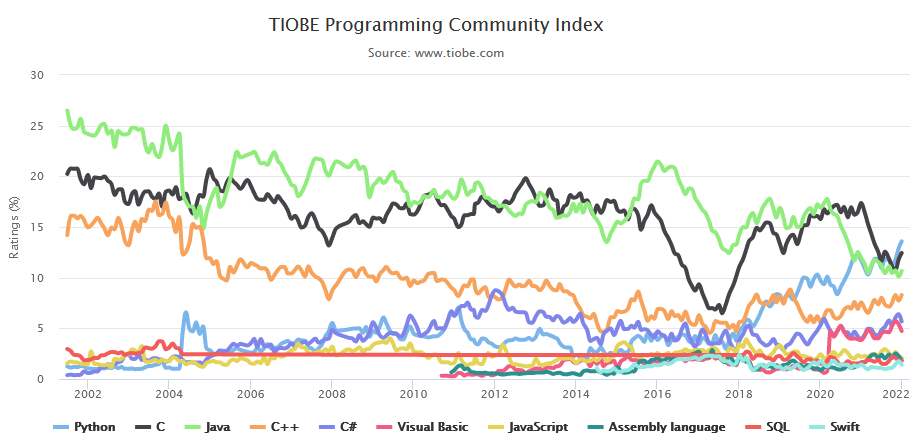 TIOBE Programming Community Index
Source: www.tiobe.com
Ratings (%)
30
25
20
15
10
5
0
2002 2004 2006 2008 2010 2012 2014 2016 2018 2020 2022
Python C Java C++ C# Visual Basic JavaScript Assembly language SQL Swift